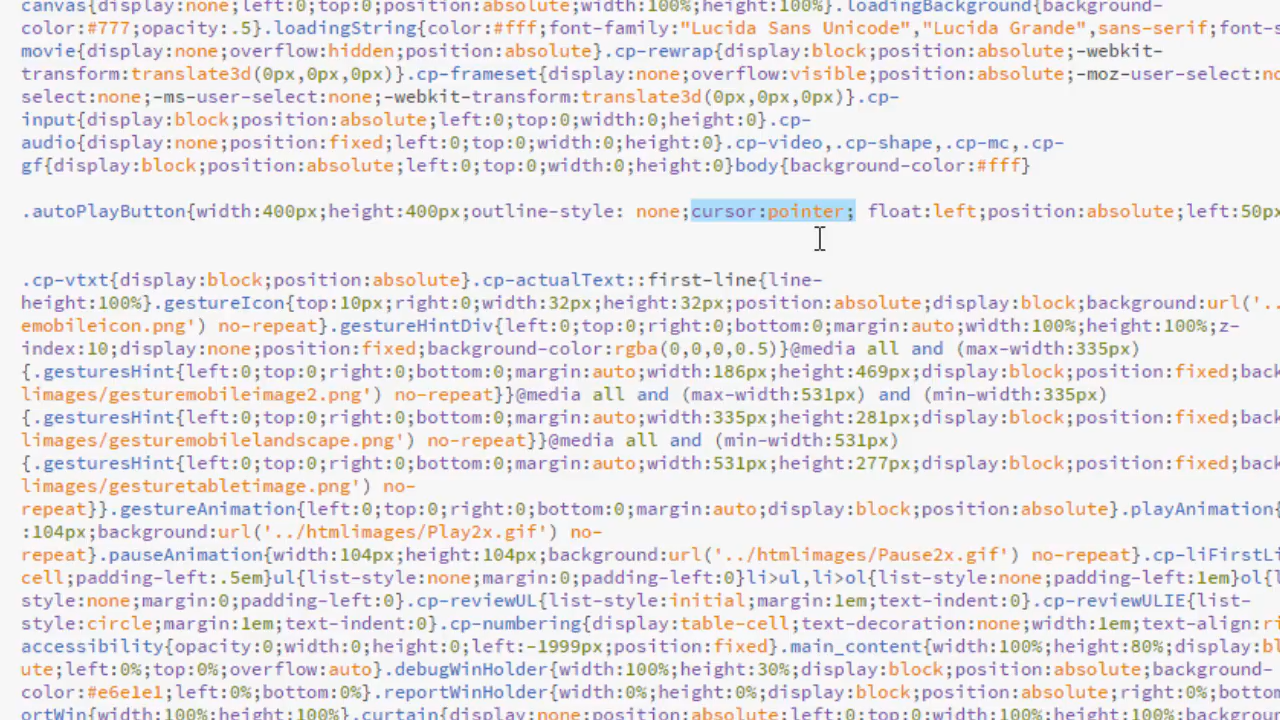 canvas{display:none;left:0;top:0;position:absolute;width:100%;height:100%}.loadingBackground{background-
color:#777;opacity:.5}.loadingString{color:#fff;font-family:"Lucida Sans Unicode","Lucida Grande",sans-serif;font-s
movie{display:none;overflow:hidden;position:absolute}.cp-rewrap{display:block;position:absolute;-webkit-
transform:translate3d(0px,0px,0px)}.cp-frameset{display:none;overflow:visible;position:absolute;-moz-user-select:no
select:none;-ms-user-select:none;-webkit-transform:translate3d(0px,0px,0px)}.cp-
input{display:block;position:absolute;left:0;top:0;width:0;height:0}.cp-
audio{display:none;position:fixed;left:0;top:0;width:0;height:0}.cp-video,.cp-shape,.cp-mc,.cp-
gf{display:block;position:absolute;left:0;top:0;width:0;height:0}body{background-color:#fff}
.autoPlayButton{width:400px;height:400px;outline-style: none;cursor:pointer; float:left;position:absolute;left:50px
.cp-vtxt{display:block;position:absolute}.cp-actualText::first-line{line-
height:100%}.gestureIcon{top:10px;right:0;width:32px;height:32px;position:absolute;display:block;background:url('..
emobileicon.png') no-repeat}.gestureHintDiv{left:0;top:0;right:0;bottom:0;margin:auto;width:100%;height:100%;z-
index:10;display:none;position:fixed;background-color:rgba(0,0,0,0.5)}@media all and (max-width:335px)
{.gesturesHint{left:0;top:0;right:0;bottom:0;margin:auto;width:186px;height:469px;display:block;position:fixed;back
limages/gesturemobileimage2.png') no-repeat}}@media all and (max-width:531px) and (min-width:335px)
{.gesturesHint{left:0;top:0;right:0;bottom:0;margin:auto;width:335px;height:281px;display:block;position:fixed;back
limages/gesturemobilelandscape.png') no-repeat}}@media all and (min-width:531px)
{.gesturesHint{left:0;top:0;right:0;bottom:0;margin:auto;width:531px;height:277px;display:block;position:fixed;back
limages/gesturetabletimage.png') no-
repeat}}.gestureAnimation{left:0;top:0;right:0;bottom:0;margin:auto;display:block;position:absolute}.playAnimation{
:104px;background:url('../htmlimages/Play2x.gif') no-
repeat}.pauseAnimation{width:104px;height:104px;background:url('../htmlimages/Pause2x.gif') no-repeat}.cp-liFirstLi
cell;padding-left:.5em}ul{list-style:none;margin:0;padding-left:0}li>ul,li>ol{list-style:none;padding-left:1em}ol{l
style:none;margin:0;padding-left:0}.cp-reviewUL{list-style:initial;margin:1em;text-indent:0}.cp-reviewULIE{list-
style:circle;margin:1em;text-indent:0}.cp-numbering{display:table-cell;text-decoration:none;width:1em;text-align:ri
accessibility{opacity:0;width:0;height:0;left:-1999px;position:fixed}.main_content{width:100%;height:80%;display:bl
ute;left:0%;top:0%;overflow:auto}.debugWinHolder{width:100%;height:30%;display:block;position:absolute;background-
color:#e6e1e1;left:0%;bottom:0%}.reportWinHolder{width:0%;height:0%;display:block;position:absolute;right:0%;bottom
ortWin{width:100%;height:100%}.curtain{display:none;position:absolute;left:0;top:0;width:100%;height:100%;